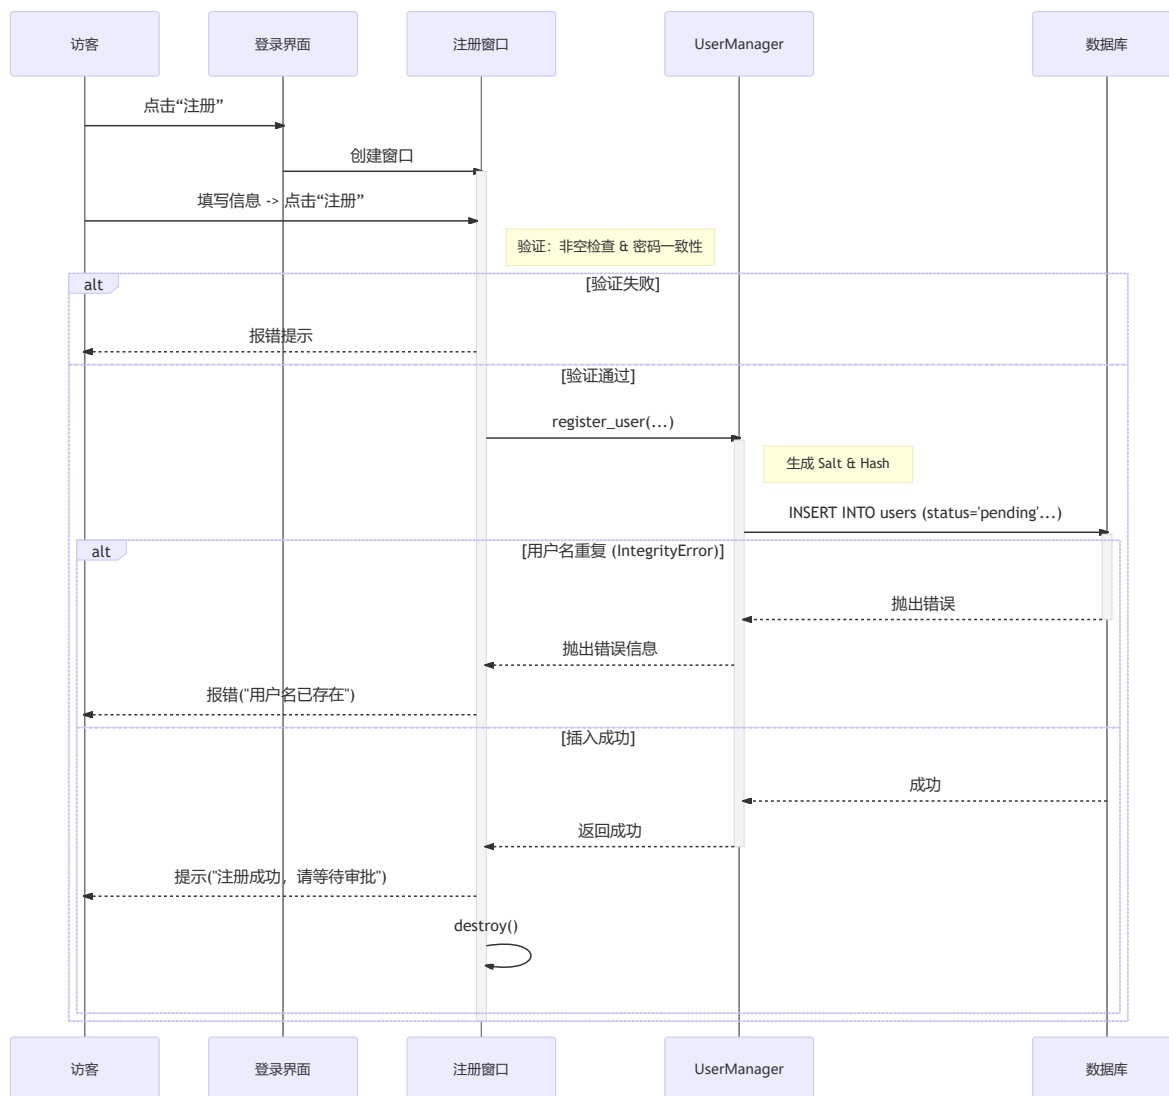 访客
登录界面
注册窗口
UserManager
数据库
点击“注册”
创建窗口
填写信息 -> 点击“注册”
验证：非空检查 & 密码一致性
alt
[验证失败]
报错提示
[验证通过]
register_user(...)
生成 Salt & Hash
INSERT INTO users (status='pending'...)
alt
[用户名重复 (IntegrityError)]
抛出错误
抛出错误信息
报错("用户名已存在")
[插入成功]
成功
返回成功
提示("注册成功，请等待审批")
destroy()
访客
登录界面
注册窗口
UserManager
数据库